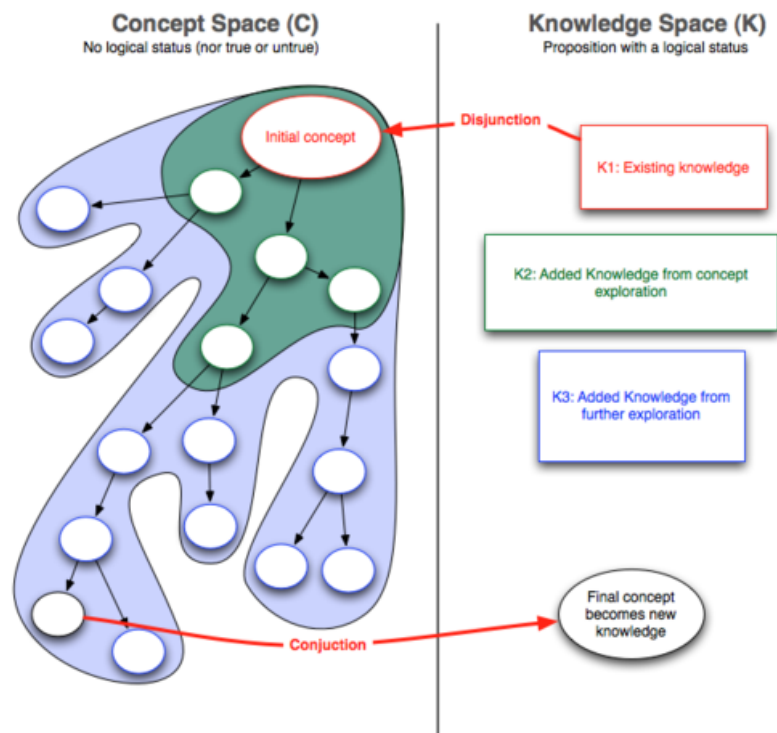 Concept Space (C)
No logical status (nor true or untrue)
Knowledge Space (K)
Proposition with a logical status
Initial concept
Disjunction
K1: Existing knowledge
K2: Added Knowledge from concept
exploration
K3: Added Knowledge from
further exploration
Final concept
becomes new
knowledge
Conjuction